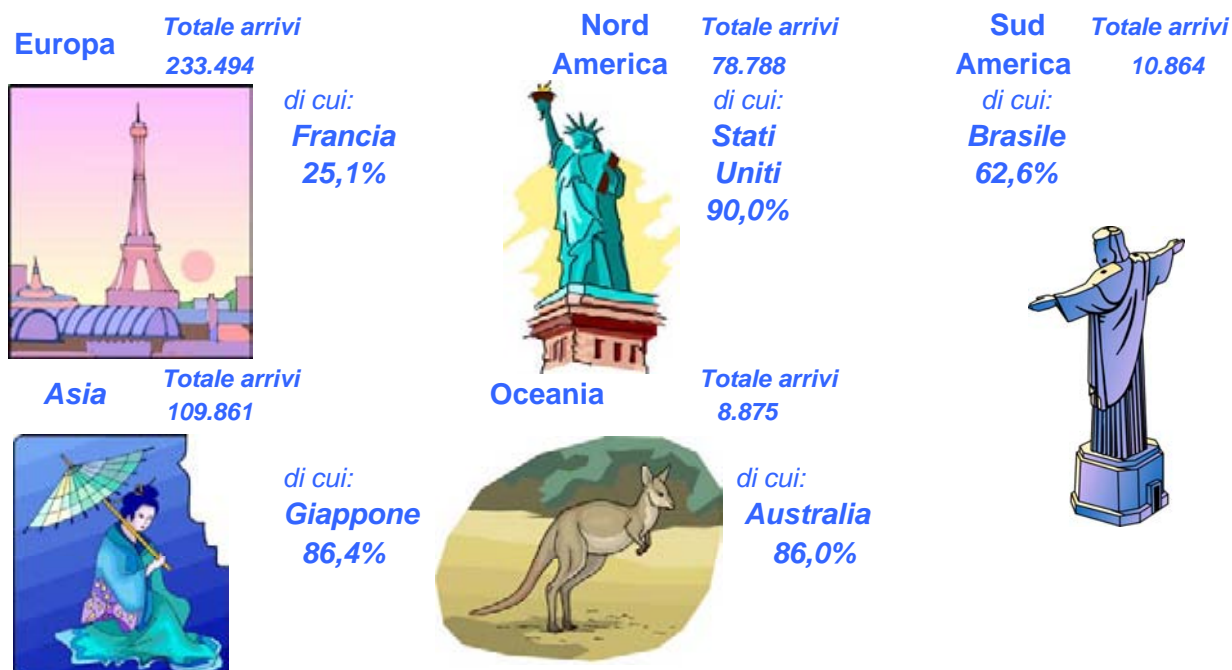 Europa
Totale arrivi
233.494
di cui:
Francia
25,1%
Nord
America
Totale arrivi
78.788
di cui:
Stati
Uniti
90,0%
Sud
America
Totale arrivi
10.864
di cui:
Brasile
62,6%
Asia
Totale arrivi
109.861
di cui:
Giappone
86,4%
Oceania
Totale arrivi
8.875
di cui:
Australia
86,0%